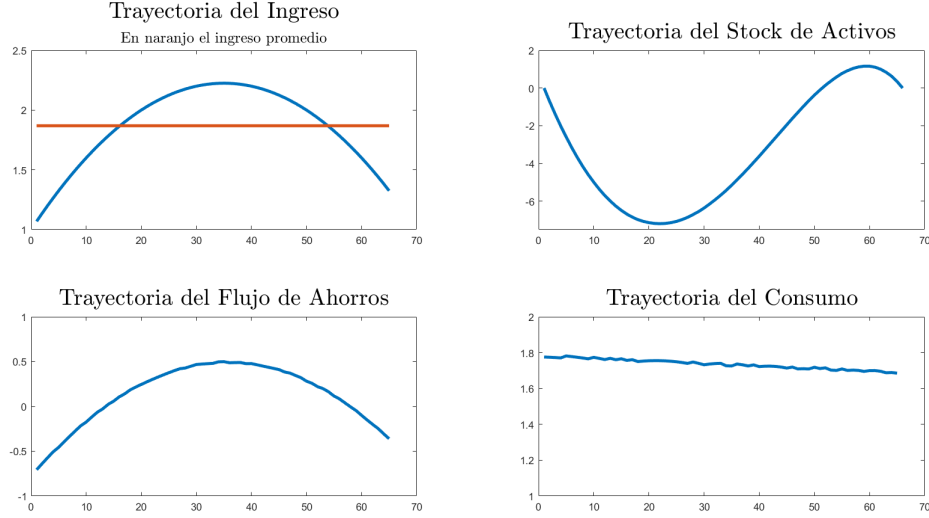 Trayectoria del Ingreso
En naranjo el ingreso promedio
2.5
2
1.5
1
0 10 20 30 40 50 60 70
Trayectoria del Stock de Activos
2
0
-2
-4
-6
0 10 20 30 40 50 60 70
Trayectoria del Flujo de Ahorros
1
0.5
0
-0.5
-1
0 10 20 30 40 50 60 70
Trayectoria del Consumo
2
1.8
1.6
1.4
1.2
1
0 10 20 30 40 50 60 70